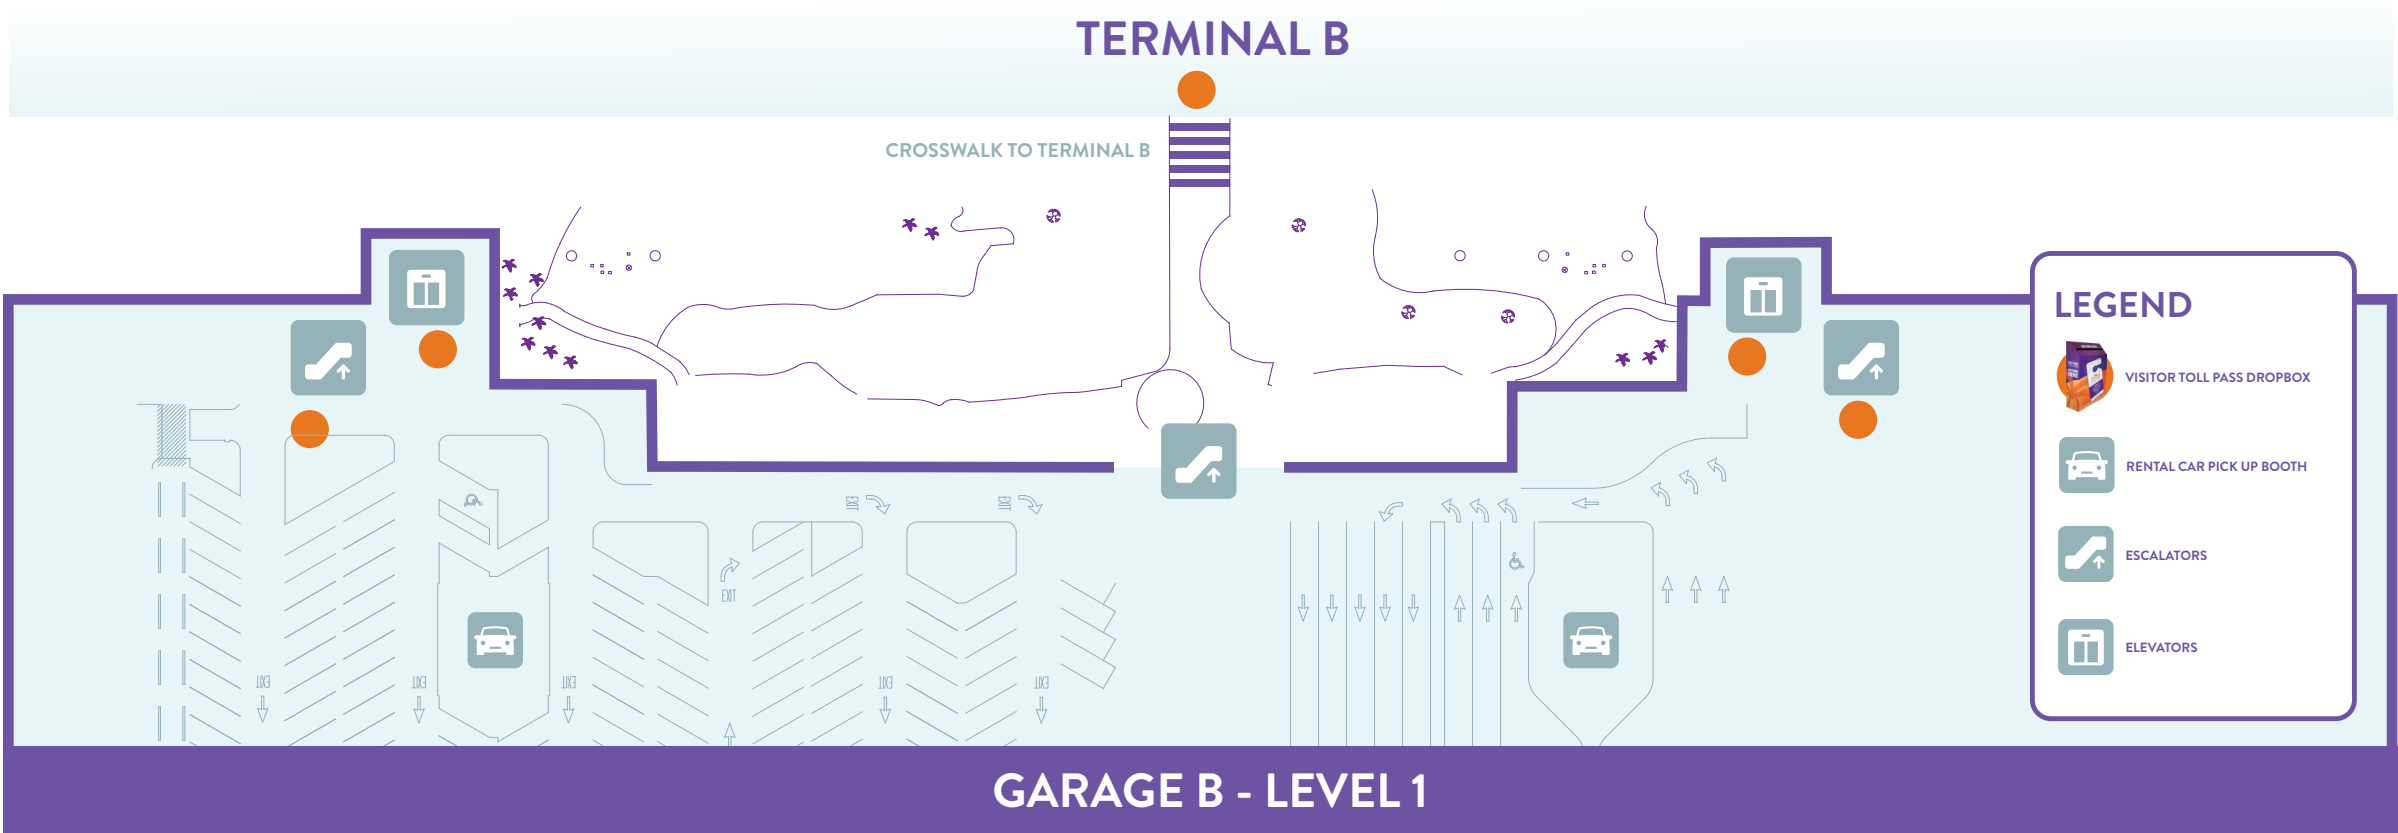 TERMINAL B
CROSSWALK TO TERMINAL B
LEGEND
VISITOR TOLL PASS DROPBOX
RENTAL CAR PICK UP BOOTH
ESCALATORS
ELEVATORS
EXIT
EXIT
EXIT
EXIT
EXIT
EXIT
EXIT
EXIT
GARAGE B - LEVEL 1